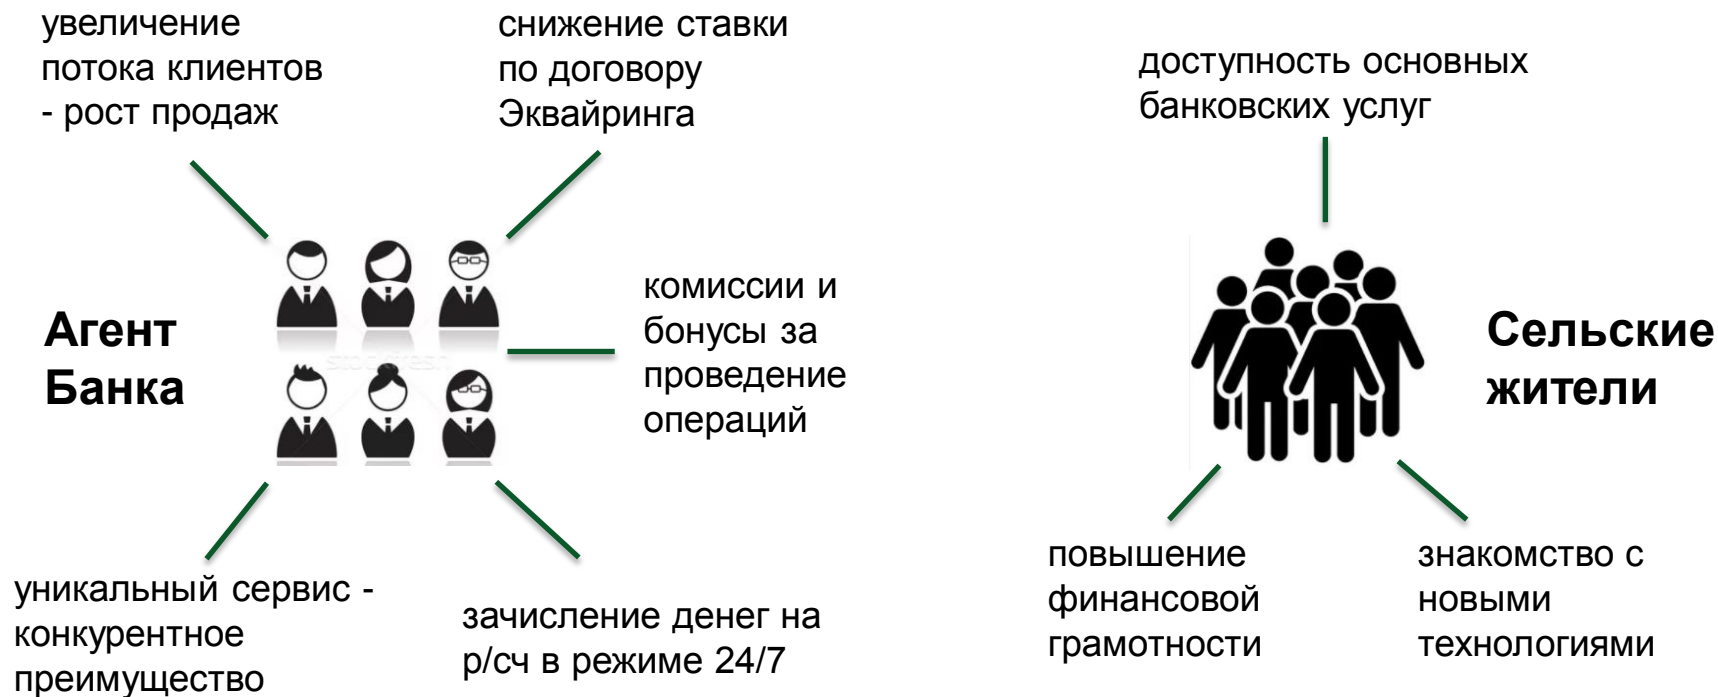 увеличение
потока клиентов
- рост продаж
снижение ставки
по договору
Эквайринга
Агент
Банка
комиссии и
бонусы за
проведение
операций
уникальный сервис -
конкурентное
преимущество
зачисление денег на
р/сч в режиме 24/7
доступность основных
банковских услуг
Сельские
жители
повышение
финансовой
грамотности
знакомство с
новыми
технологиями